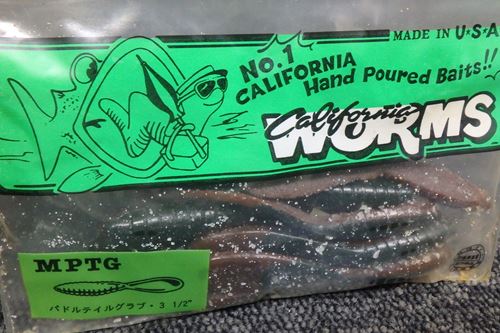 MADE IN U·S·A
No. 1
CALIFORNIA
Hand Poured Baits!!
California
WORMS
MPTG
パドルテイルグラブ・3 1/2"